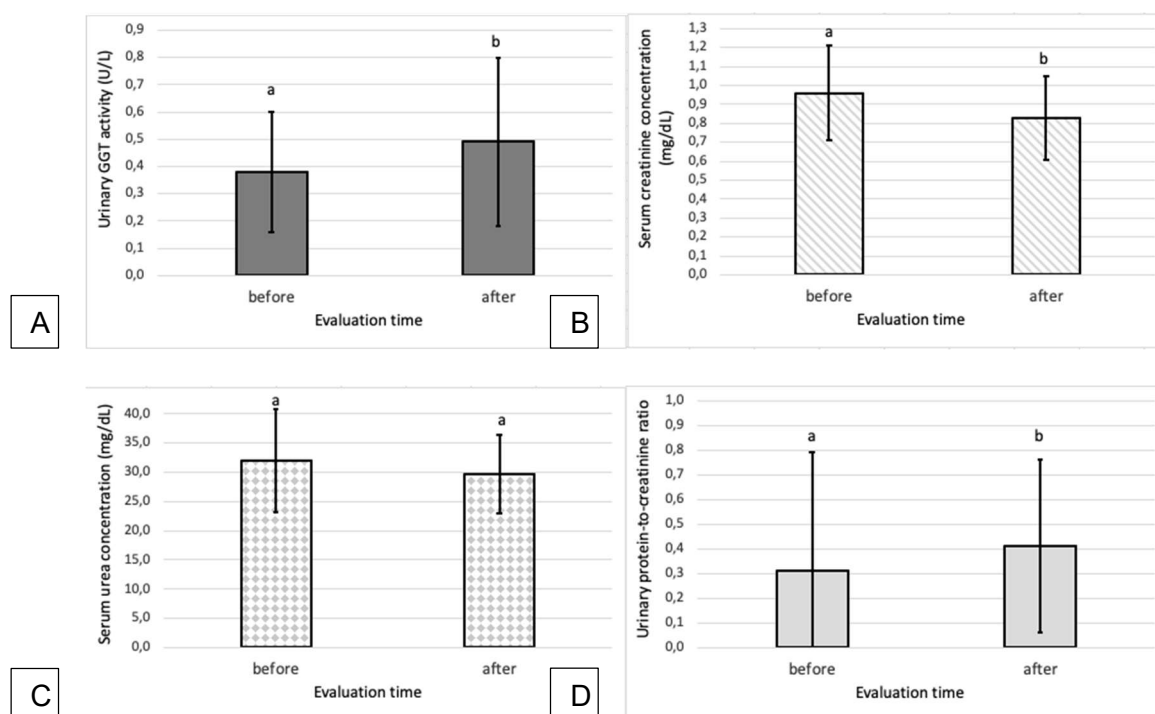 Urinary GGT activity (U/L)
0,9
0,8
0,7
0,6
0,5
0,4
0,3
0,2
0,1
0,0
a
b
before
after
Evaluation time
A
Serum creatinine concentration
(mg/dL)
1,3
1,2
1,1
1,0
0,9
0,8
0,7
0,6
0,5
0,4
0,3
0,2
0,1
0,0
a
b
before
after
Evaluation time
B
Serum urea concentration (mg/dL)
40,0
35,0
30,0
25,0
20,0
15,0
10,0
5,0
0,0
a
a
before
after
Evaluation time
C
Urinary protein-to-creatinine ratio
1,0
0,9
0,8
0,7
0,6
0,5
0,4
0,3
0,2
0,1
0,0
a
b
before
after
Evaluation time
D